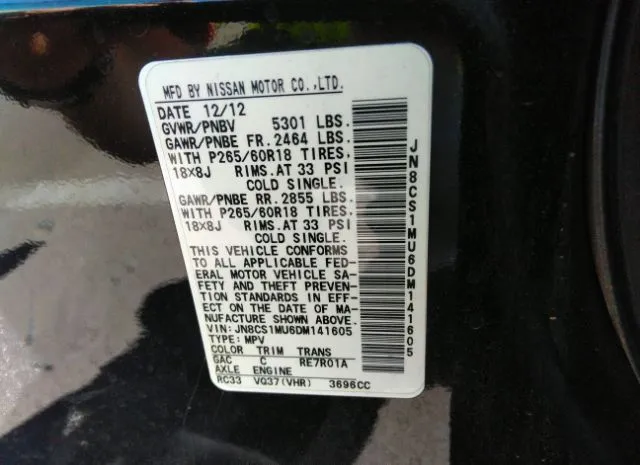 MFD BY NISSAN MOTOR CO.,LTD.
DATE 12/12
GVWR/PNBV 5301 LBS.
GAWR/PNBE FR. 2464 LBS.
WITH P265/60R18 TIRES,
18X8J RIMS.AT 33 PSI
COLD SINGLE.
GAWR/PNBE RR. 2855 LBS.
WITH P265/60R18 TIRES,
18X8J RIMS.AT 33 PSI
COLD SINGLE.
THIS VEHICLE CONFORMS
TO ALL APPLICABLE FED-
ERAL MOTOR VEHICLE SA-
FETY AND THEFT PREVEN-
TION STANDARDS IN EFF-
ECT ON THE DATE OF MA-
NUFACTURE SHOWN ABOVE.
VIN: JN8CS1MU6DM141605
TYPE: MPV
COLOR TRIM TRANS
GAC C RE7R01A
AXLE ENGINE
RC33 VQ37(VHR) 3696CC
JN8CS1MU6DM141605